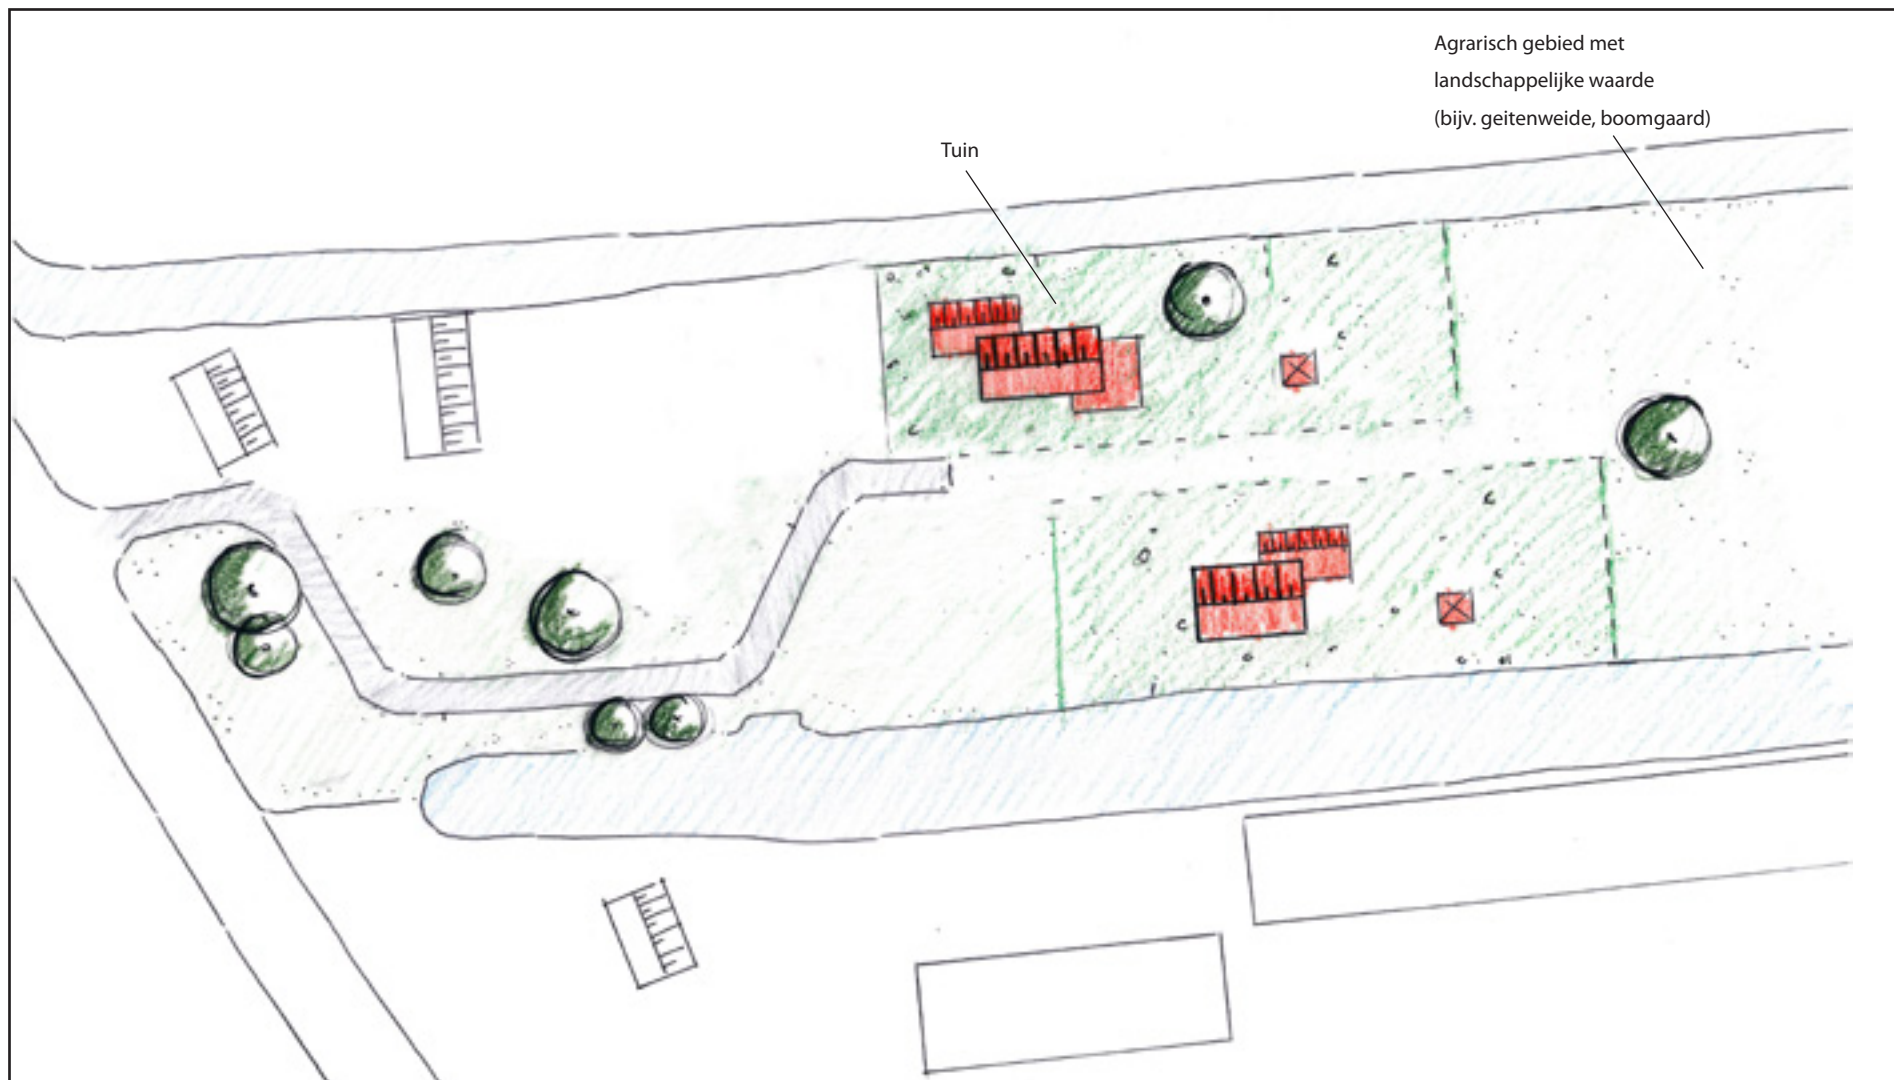 Agrarisch gebied met
landschappelijke waarde
(bijv. geitenweide, boomgaard)
Tuin